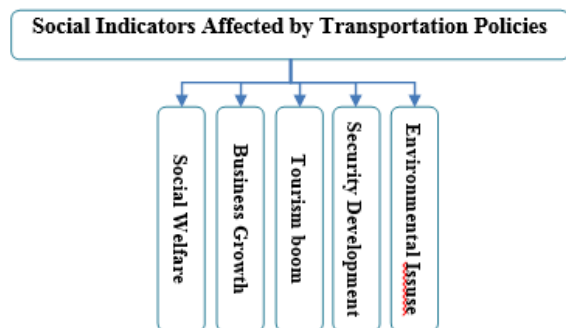 Social Indicators Affected by Transportation Policies
Social Welfare
Business Growth
Tourism boom
Security Development
Environmental Issuse